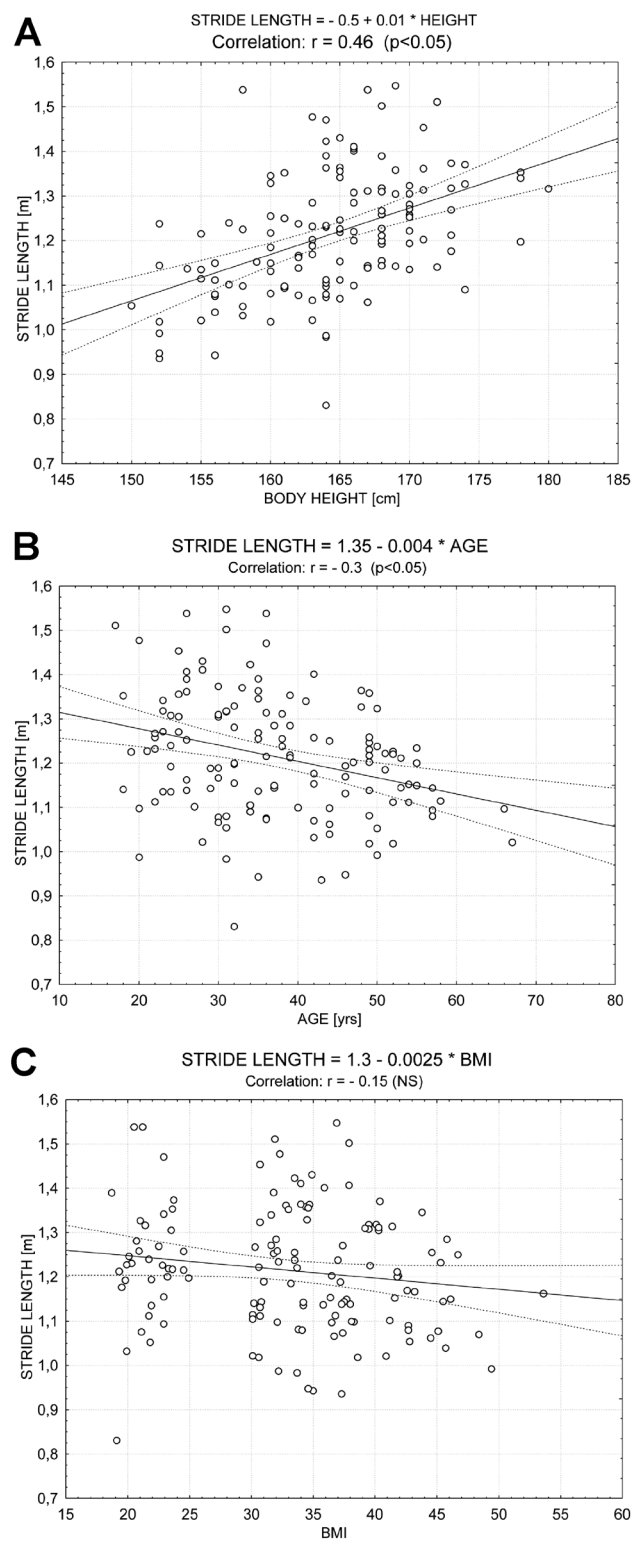 A
STRIDE LENGTH = - 0.5 + 0.01 * HEIGHT
Correlation: r = 0.46 (p<0.05)
1,6
1,5
1,4
1,3
1,2
1,1
1,0
0,9
0,8
0,7
STRIDE LENGTH [m]
145 150 155 160 165 170 175 180 185
BODY HEIGHT [cm]
B
STRIDE LENGTH = 1.35 - 0.004 * AGE
Correlation: r = - 0.3 (p<0.05)
1,6
1,5
1,4
1,3
1,2
1,1
1,0
0,9
0,8
0,7
STRIDE LENGTH [m]
10 20 30 40 50 60 70 80
AGE [yrs]
C
STRIDE LENGTH = 1.3 - 0.0025 * BMI
Correlation: r = - 0.15 (NS)
1,6
1,5
1,4
1,3
1,2
1,1
1,0
0,9
0,8
0,7
STRIDE LENGTH [m]
15 20 25 30 35 40 45 50 55 60
BMI